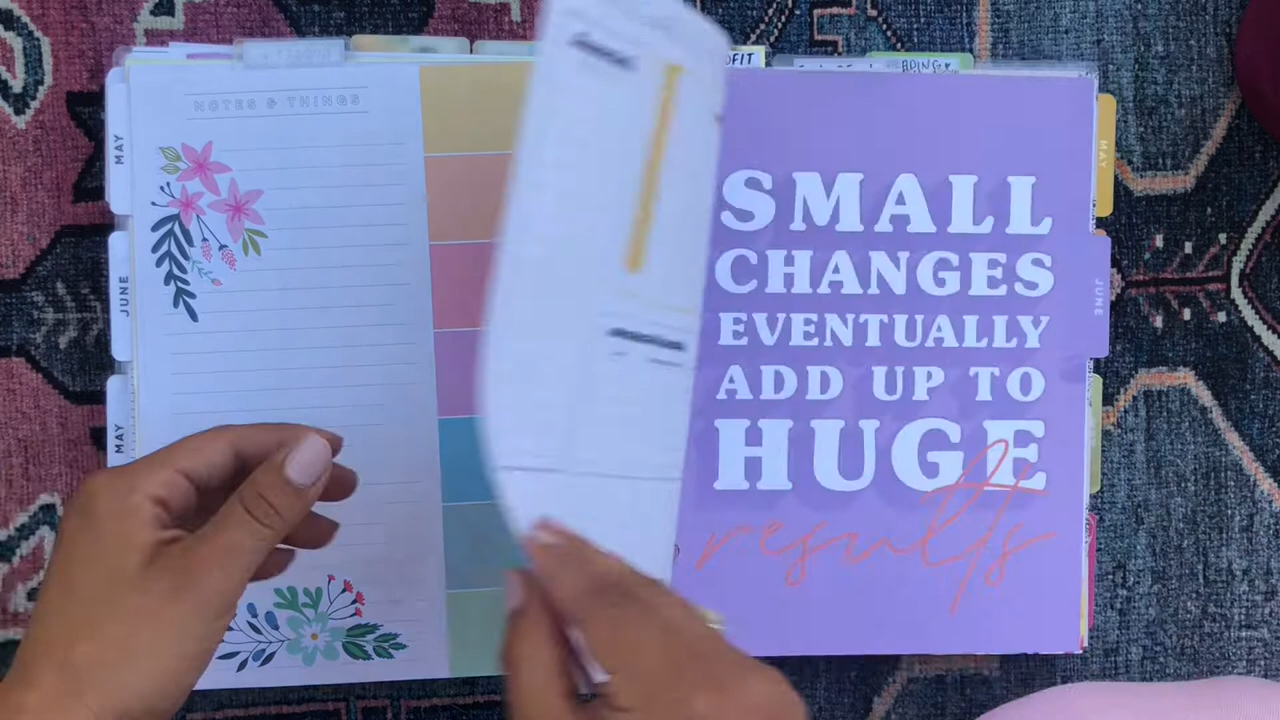 NOTES & THINGS
MAY
JUNE
MAY
SMALL
CHANGES
EVENTUALLY
ADD UP TO
HUGE
results
MAY
JUNE